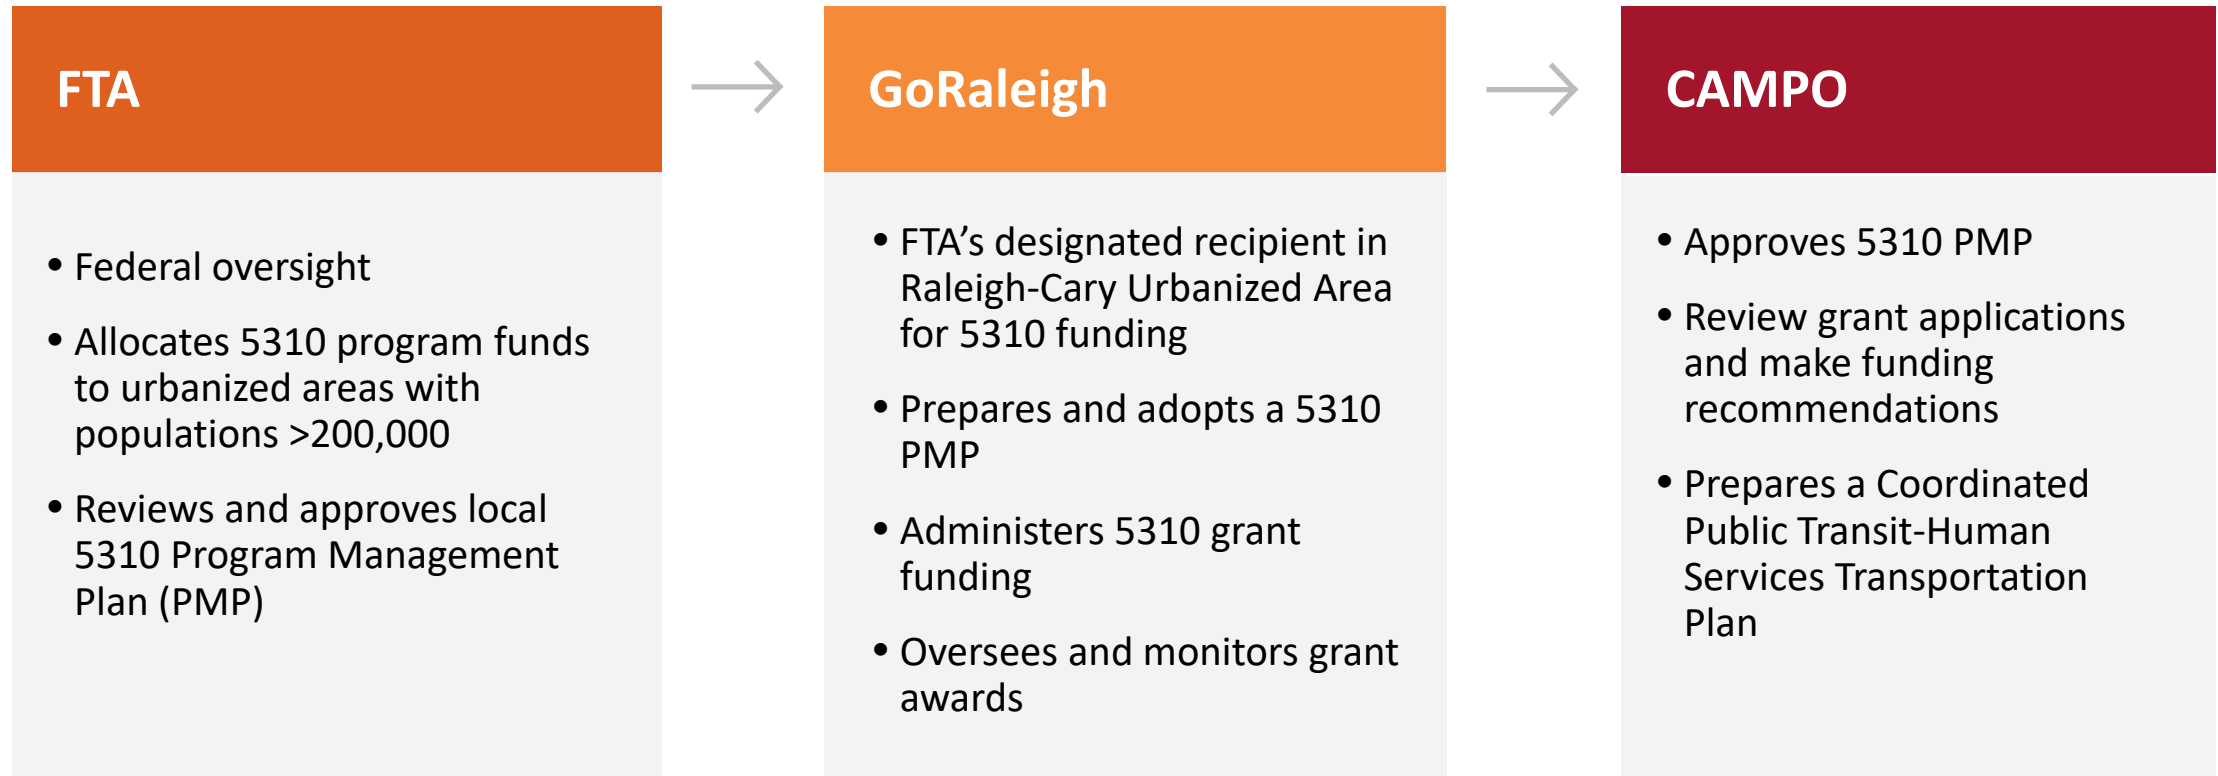 FTA
• Federal oversight
• Allocates 5310 program funds
to urbanized areas with
populations >200,000
• Reviews and approves local
5310 Program Management
Plan (PMP)
GoRaleigh
• FTA’s designated recipient in
Raleigh-Cary Urbanized Area
for 5310 funding
• Prepares and adopts a 5310
PMP
• Administers 5310 grant
funding
• Oversees and monitors grant
awards
CAMPO
• Approves 5310 PMP
• Review grant applications
and make funding
recommendations
• Prepares a Coordinated
Public Transit-Human
Services Transportation
Plan